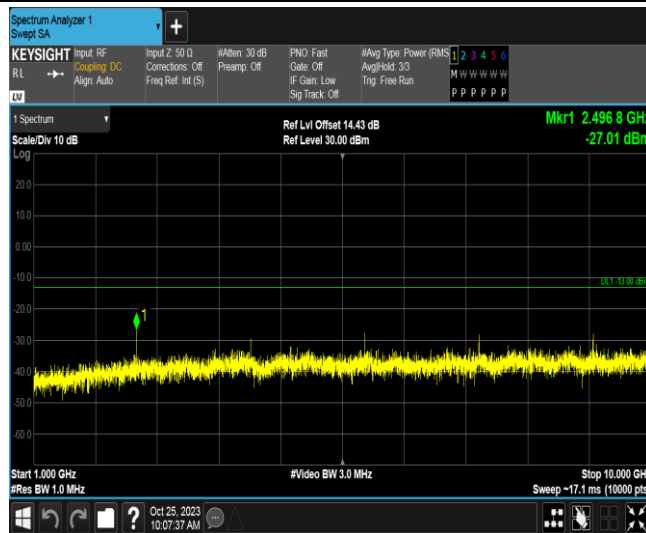 Spectrum Analyzer 1
Swept SA
+
KEYSIGHT
RL
LXI
Input: RF
Coupling: DC
Align: Auto
Input Z: 50 Ω
Corrections: Off
Freq Ref: Int (S)
#Atten: 30 dB
Preamp: Off
PNO: Fast
Gate: Off
IF Gain: Low
Sig Track: Off
#Avg Type: Power (RMS
Avg|Hold: 3/3
Trig: Free Run
1 2 3 4 5 6
M W W W W W
P P P P P P
1 Spectrum
Scale/Div 10 dB
Ref Lvl Offset 14.43 dB
Ref Level 30.00 dBm
Mkr1 2.496 8 GHz
-27.01 dBm
Log
20.0
10.0
0.00
-10.0
DL1 -13.00 dBm
1
-20.0
-30.0
-40.0
-50.0
-60.0
Start 1.000 GHz
#Video BW 3.0 MHz
Stop 10.000 GHz
#Res BW 1.0 MHz
Sweep ~17.1 ms (10000 pts)
?
Oct 25, 2023
10:07:37 AM